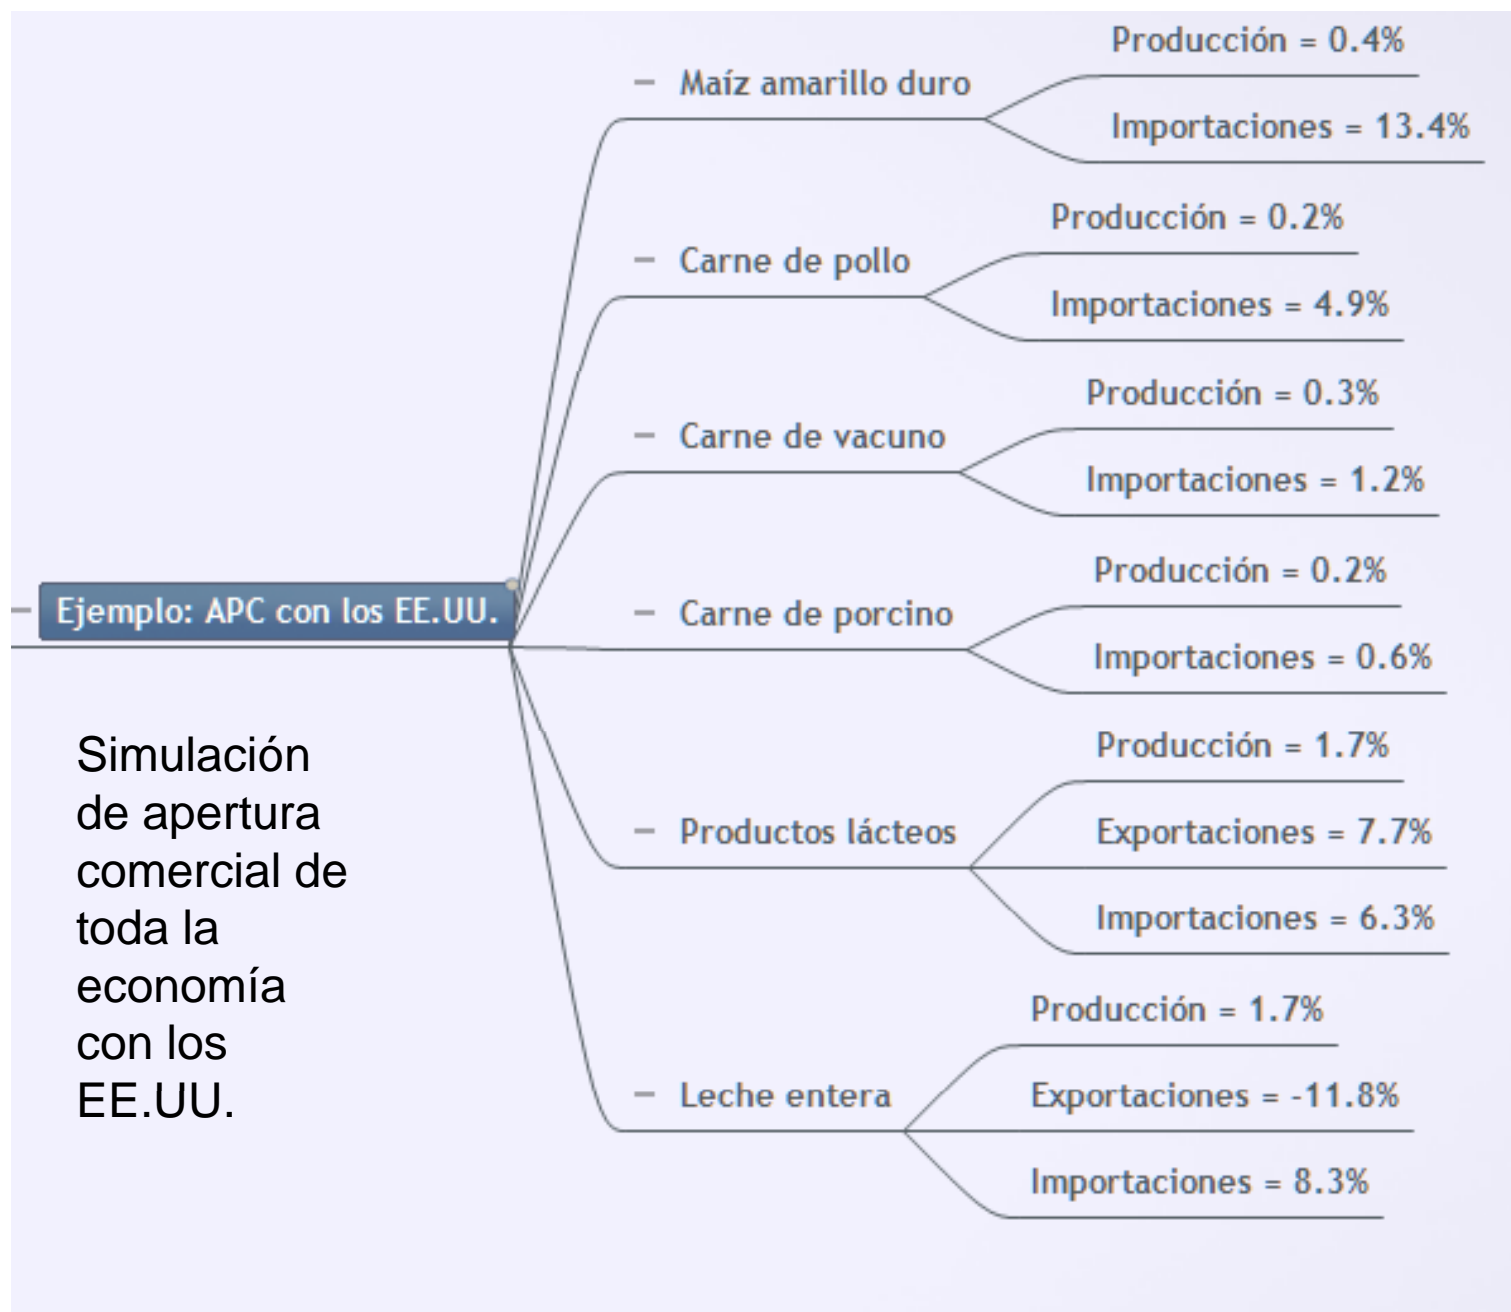 Ejemplo: APC con los EE.UU.
Simulación
de apertura
comercial de
toda la
economía
con los
EE.UU.
Maíz amarillo duro
Producción = 0.4%
Importaciones = 13.4%
Carne de pollo
Producción = 0.2%
Importaciones = 4.9%
Carne de vacuno
Producción = 0.3%
Importaciones = 1.2%
Carne de porcino
Producción = 0.2%
Importaciones = 0.6%
Productos lácteos
Producción = 1.7%
Exportaciones = 7.7%
Importaciones = 6.3%
Leche entera
Producción = 1.7%
Exportaciones = -11.8%
Importaciones = 8.3%